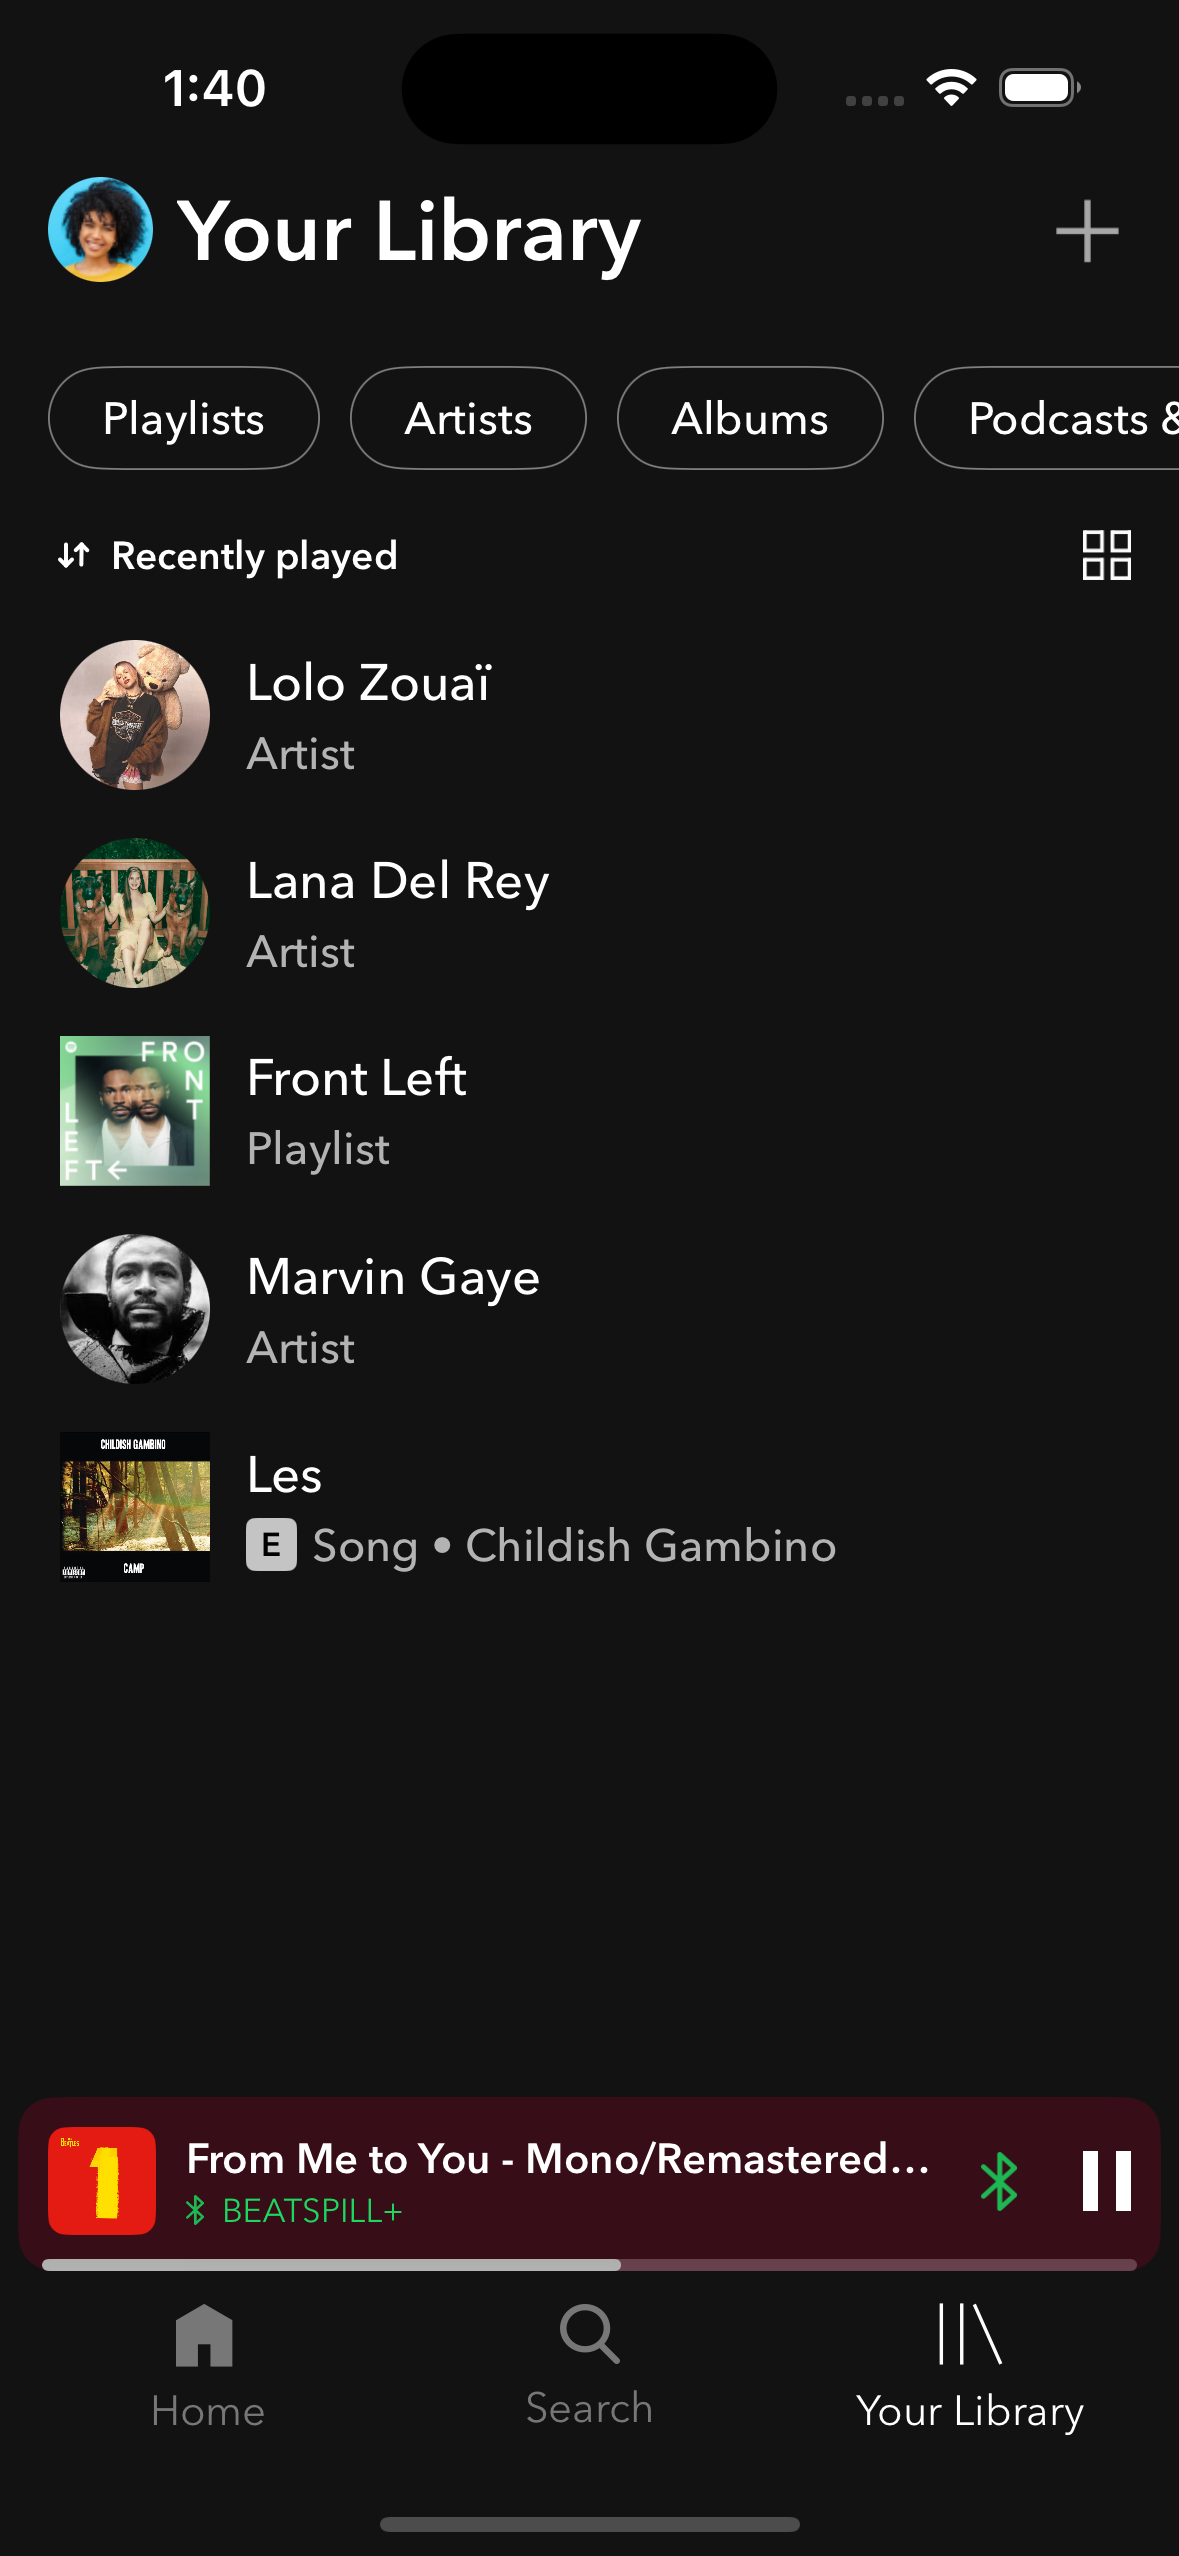 1:40
Your Library
Playlists
Artists
Albums
Podcasts &
Recently played
Lolo Zouaï
Artist
Lana Del Rey
Artist
FRONT
LEFT
Front Left
Playlist
Marvin Gaye
Artist
CHILDISH GAMBINO
CAMP
Les
E Song • Childish Gambino
1
From Me to You - Mono/Remastered...
BEATSPILL+
Home
Search
Your Library